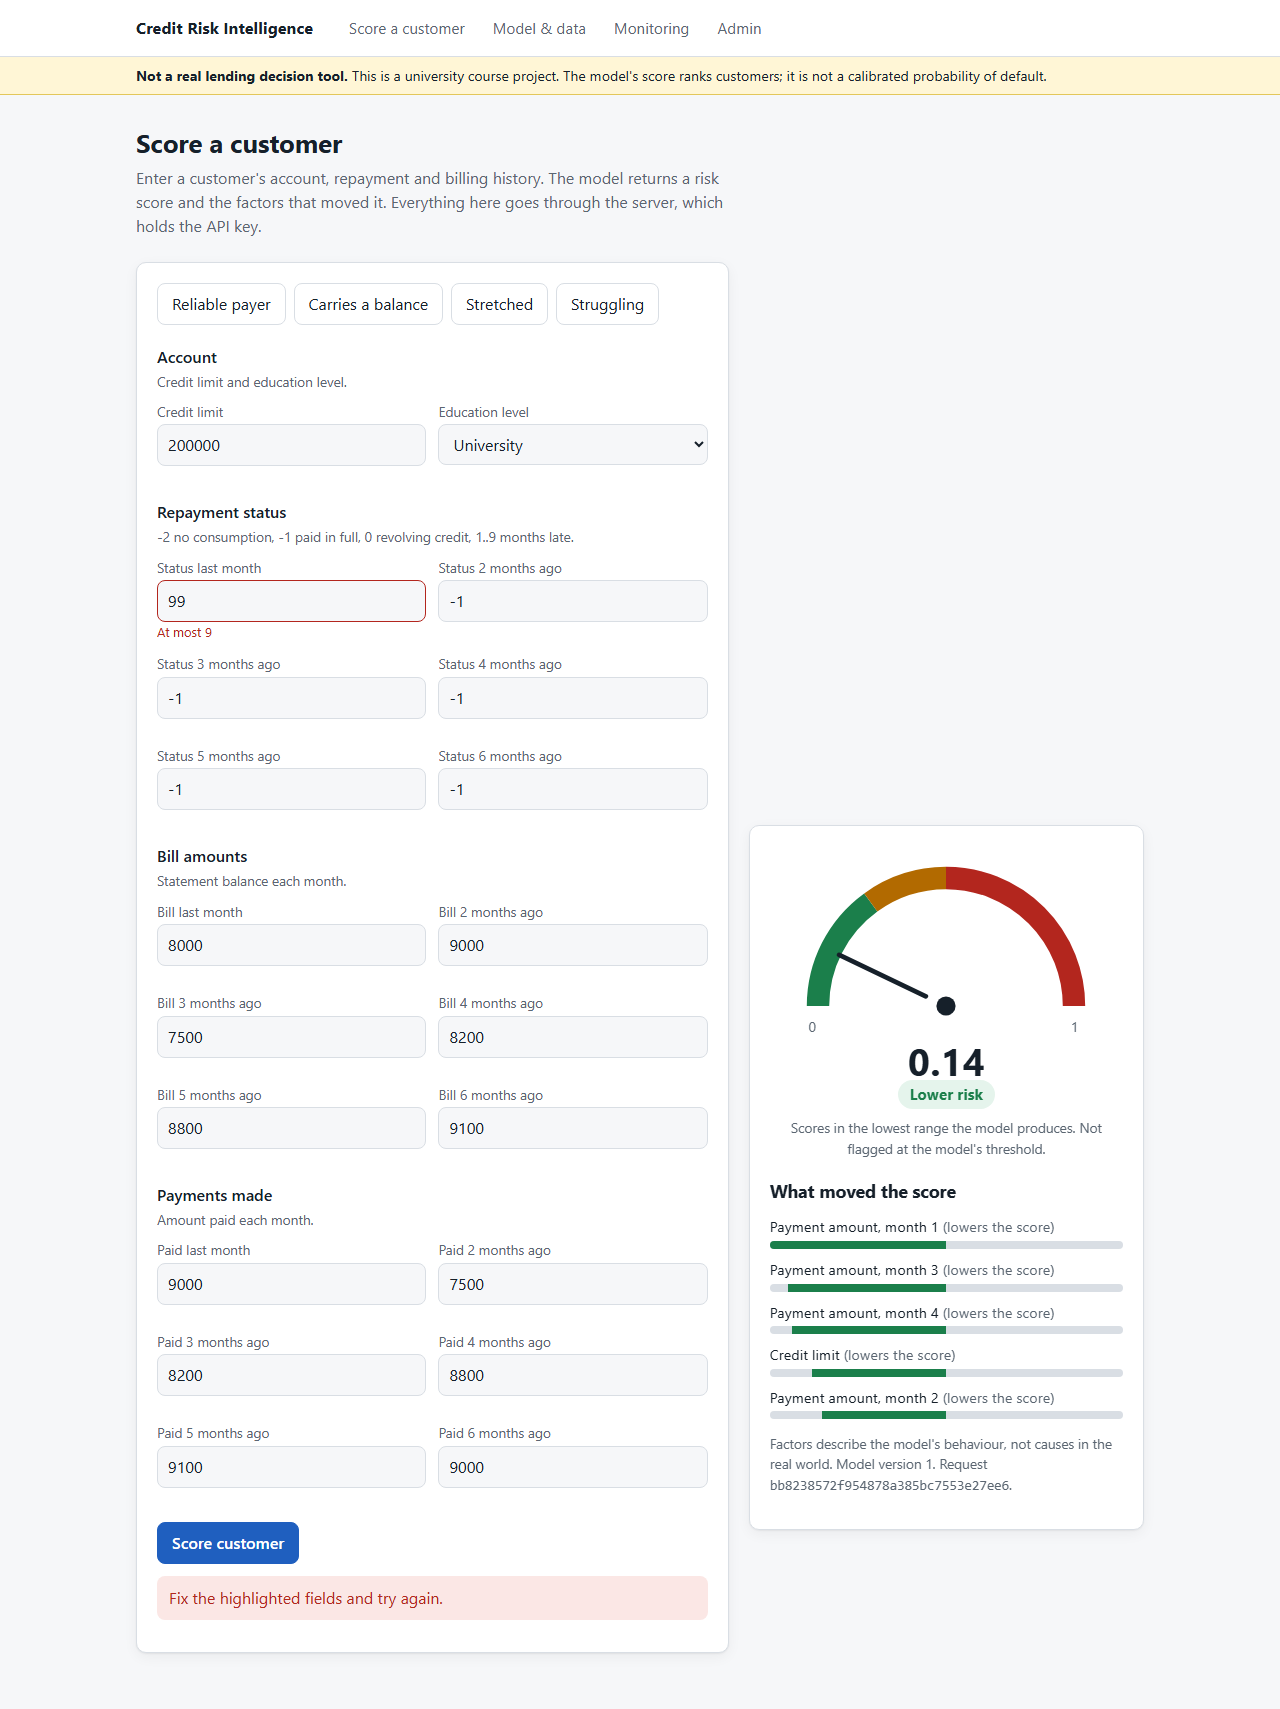 Credit Risk Intelligence Score a customer Model & data Monitoring Admin
Not a real lending decision tool. This is a university course project. The model's score ranks customers; it is not a calibrated probability of default.
Score a customer
Enter a customer's account, repayment and billing history. The model returns a risk
score and the factors that moved it. Everything here goes through the server, which
holds the API key.
Reliable payer Carries a balance Stretched Struggling
Account
Credit limit and education level.
Credit limit Education level
200000 University
Repayment status
-2 no consumption, -1 paid in full, 0 revolving credit, 1..9 months late.
Status last month Status 2 months ago
99 -1
At most 9
Status 3 months ago Status 4 months ago
-1 -1
Status 5 months ago Status 6 months ago
-1 -1
Bill amounts
Statement balance each month.
Bill last month Bill 2 months ago
8000 9000
Bill 3 months ago Bill 4 months ago
7500 8200
Bill 5 months ago Bill 6 months ago
8800 9100
Payments made
Amount paid each month.
Paid last month Paid 2 months ago
9000 7500
Paid 3 months ago Paid 4 months ago
8200 8800
Paid 5 months ago Paid 6 months ago
9100 9000
Score customer
Fix the highlighted fields and try again.
0 1
0.14
Lower risk
Scores in the lowest range the model produces. Not
flagged at the model's threshold.
What moved the score
Payment amount, month 1 (lowers the score)
Payment amount, month 3 (lowers the score)
Payment amount, month 4 (lowers the score)
Credit limit (lowers the score)
Payment amount, month 2 (lowers the score)
Factors describe the model's behaviour, not causes in the
real world. Model version 1. Request
bb8238572f954878a385bc7553e27ee6.